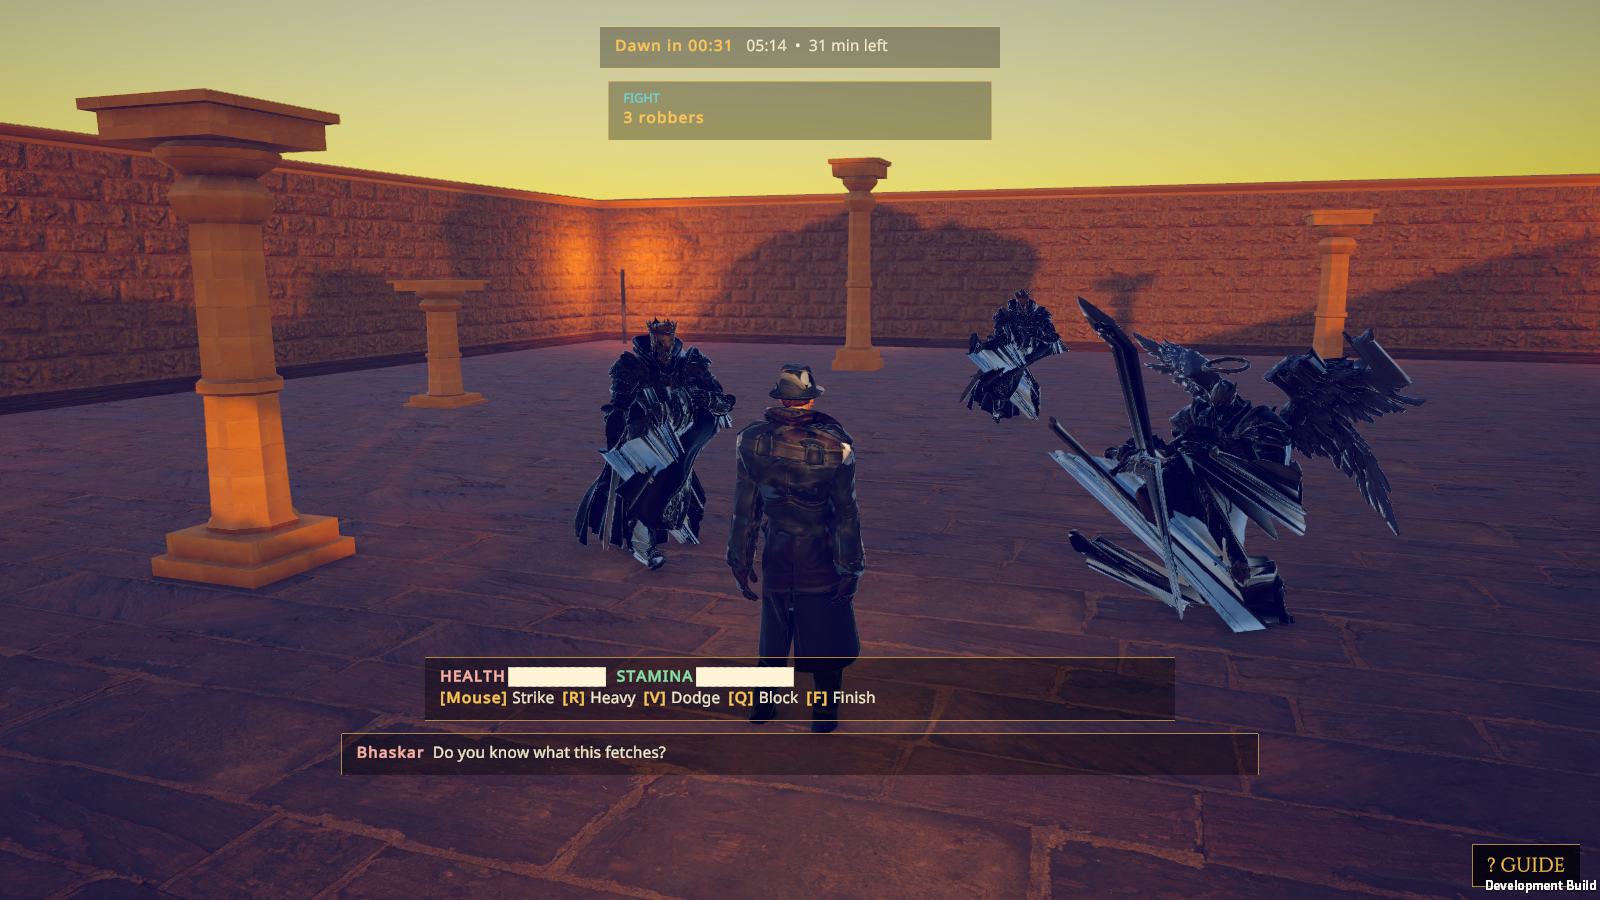 Dawn in 00:31 05:14 • 31 min left
FIGHT
3 robbers
HEALTH STAMINA
[Mouse] Strike [R] Heavy [V] Dodge [Q] Block [F] Finish
Bhaskar Do you know what this fetches?
? GUIDE
Development Build